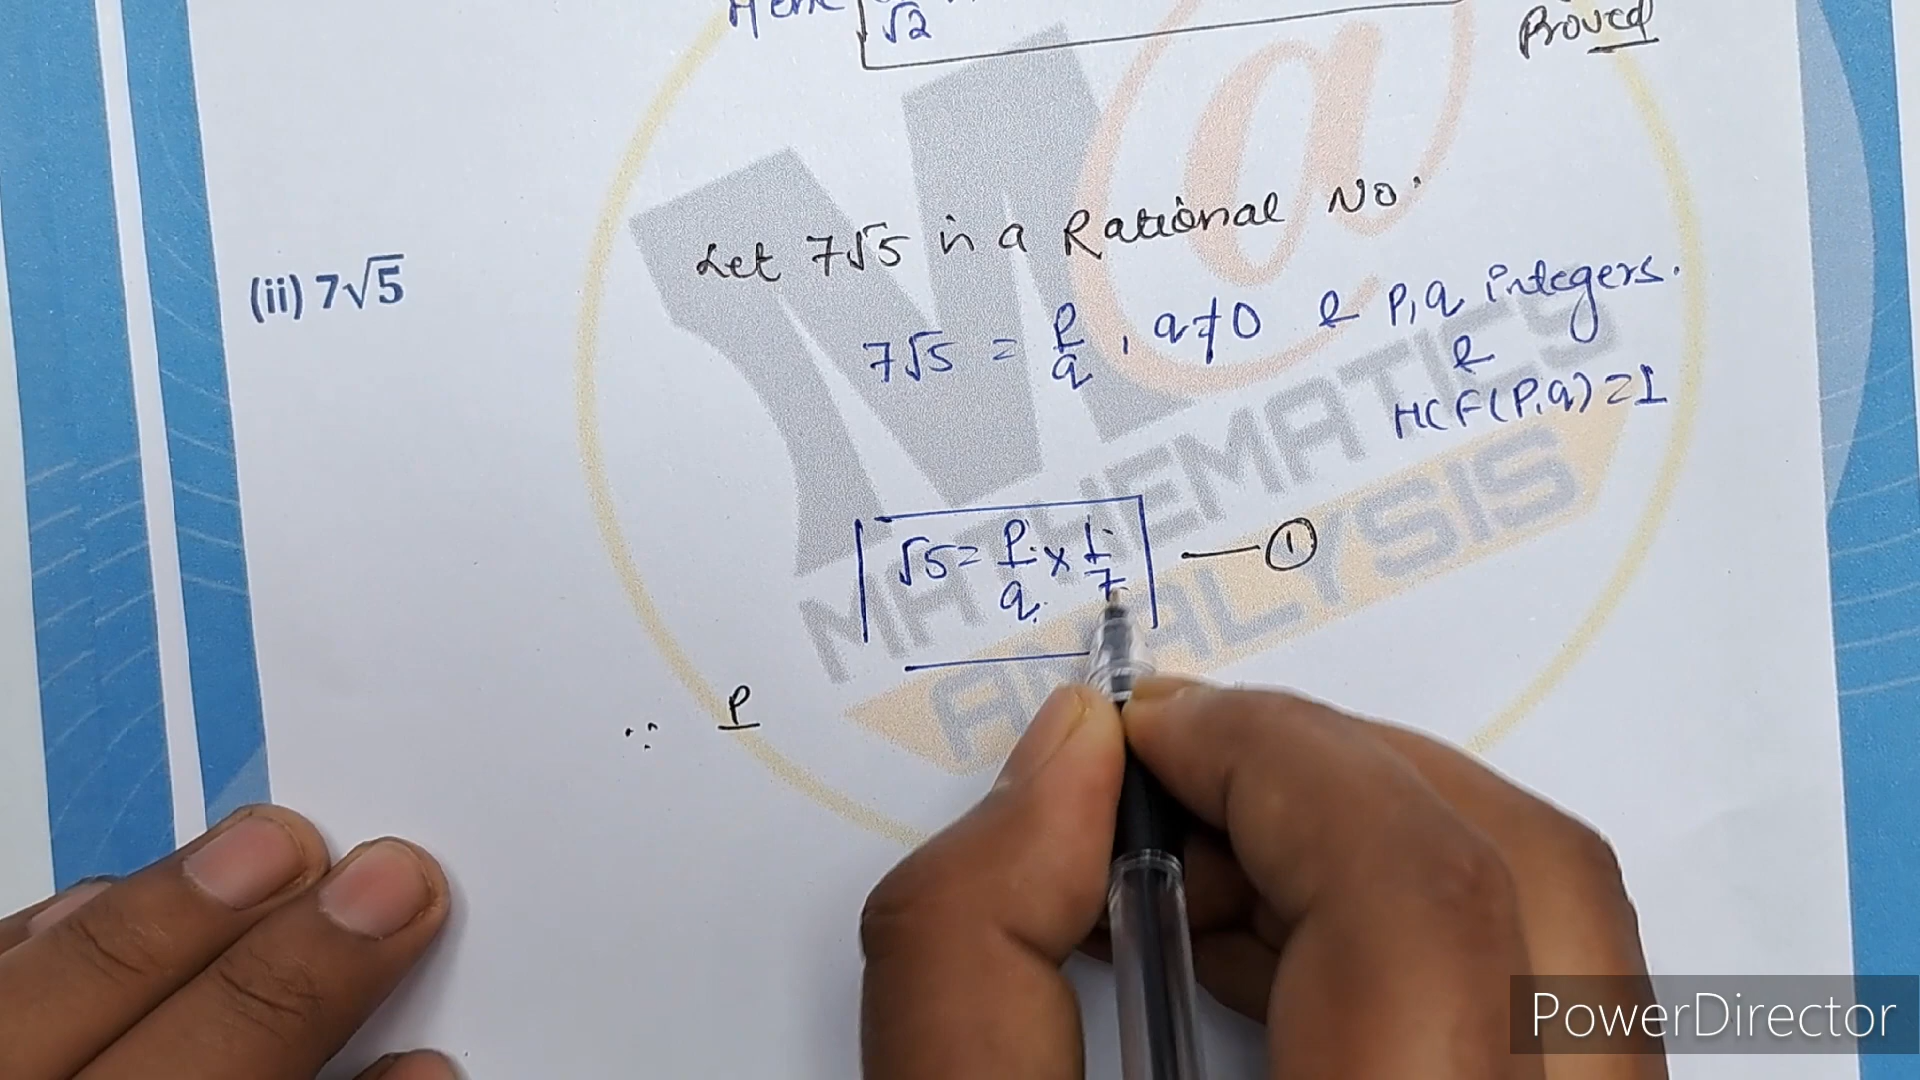 √2
Proved
(ii) 7√5
Let 7√5 is a Rational No.
7√5 = p/q , q≠0 & P,q integers.
&
HCF(P,q)=1
√5 = P/q × 1/7 — ①
∵ P
MATHEMATICS
ANALYSIS
PowerDirector